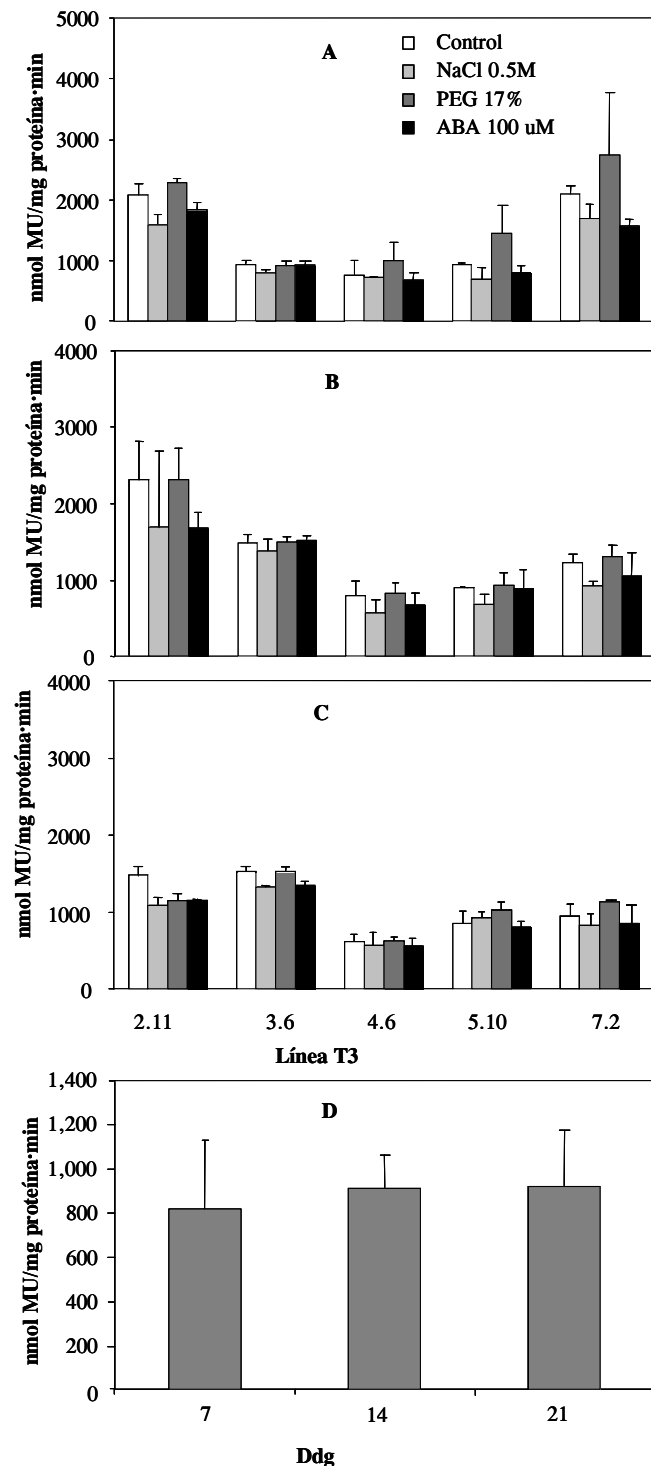 A
Control
NaCl 0.5M
PEG 17%
ABA 100 uM
nmol MU/mg proteína·min
5000
4000
3000
2000
1000
0
B
nmol MU/mg proteína·min
4000
3000
2000
1000
0
C
nmol MU/mg proteína·min
4000
3000
2000
1000
0
2.11 3.6 4.6 5.10 7.2
Línea T3
D
nmol MU/mg proteína·min
1,400
1,200
1,000
800
600
400
200
0
7 14 21
Ddg